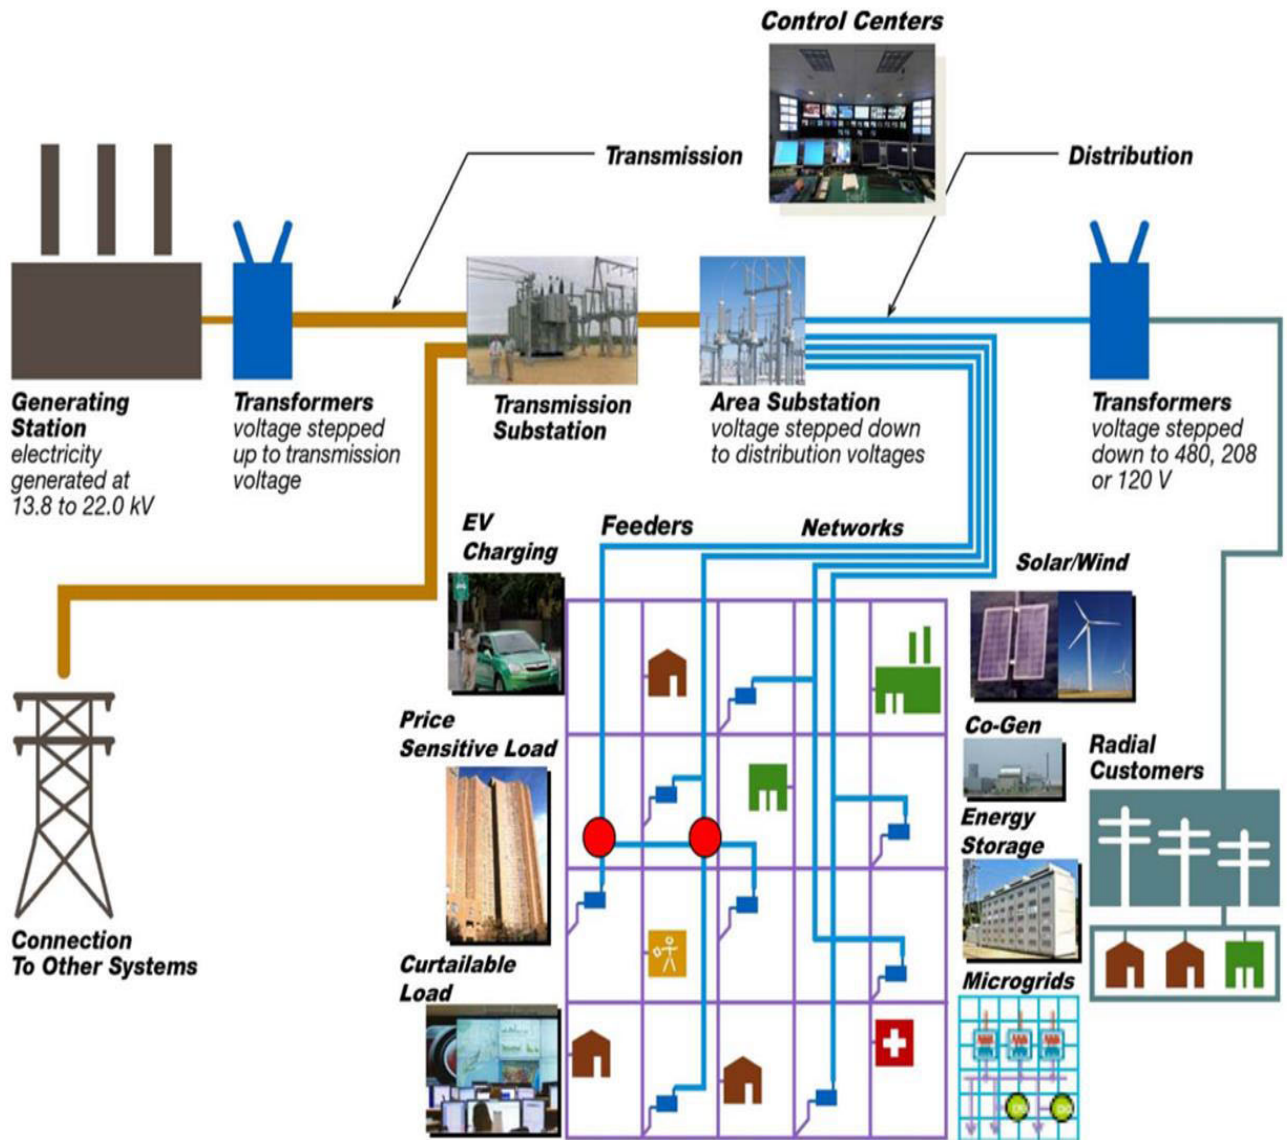 Control Centers
Transmission
Distribution
Generating
Station
electricity
generated at
13.8 to 22.0 kV
Transformers
voltage stepped
up to transmission
voltage
Transmission
Substation
Area Substation
voltage stepped down
to distribution voltages
Transformers
voltage stepped
down to 480, 208
or 120 V
EV
Charging
Feeders
Networks
Solar/Wind
Price
Sensitive Load
Co-Gen
Radial
Customers
Energy
Storage
Connection
To Other Systems
Curtailable
Load
Microgrids